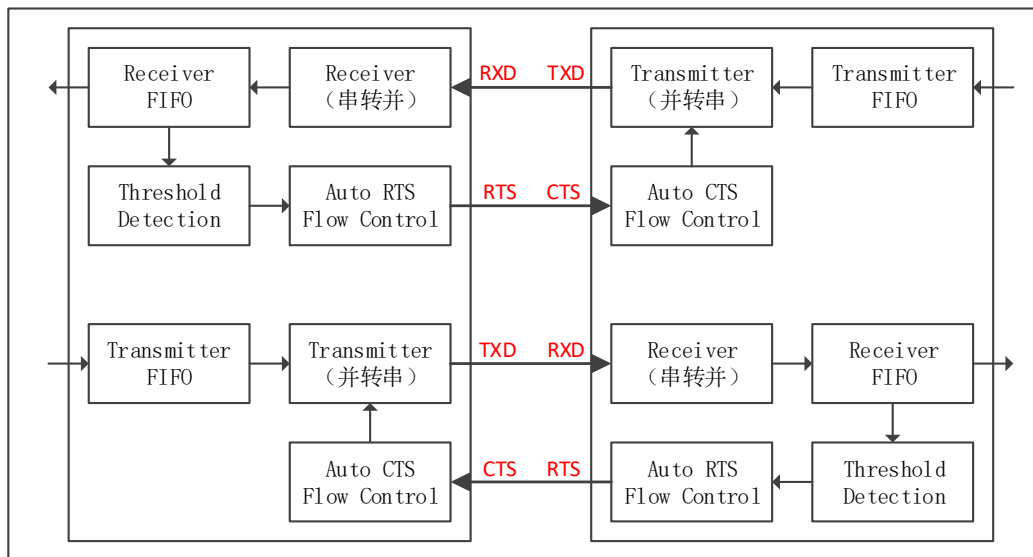 Receiver
FIFO
Receiver
（串转并）
RXD
TXD
Transmitter
（并转串）
Transmitter
FIFO
Threshold
Detection
Auto RTS
Flow Control
RTS
CTS
Auto CTS
Flow Control
Transmitter
FIFO
Transmitter
（并转串）
TXD
RXD
Receiver
（串转并）
Receiver
FIFO
Auto CTS
Flow Control
CTS
RTS
Auto RTS
Flow Control
Threshold
Detection